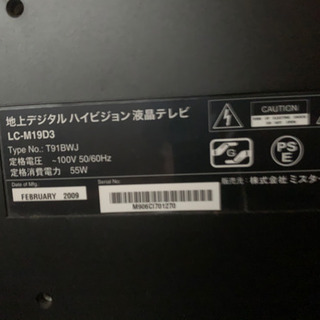 地上デジタル ハイビジョン 液晶テレビ
LC-M19D3
Type No.: T91BWJ
定格電圧 ~100V 50/60Hz
定格消費電力 55W
CAUTION
PSE
Date of Mfg.
FEBRUARY 2009
Serial No.:
M906CI701270
販売元：株式会社 ミスター